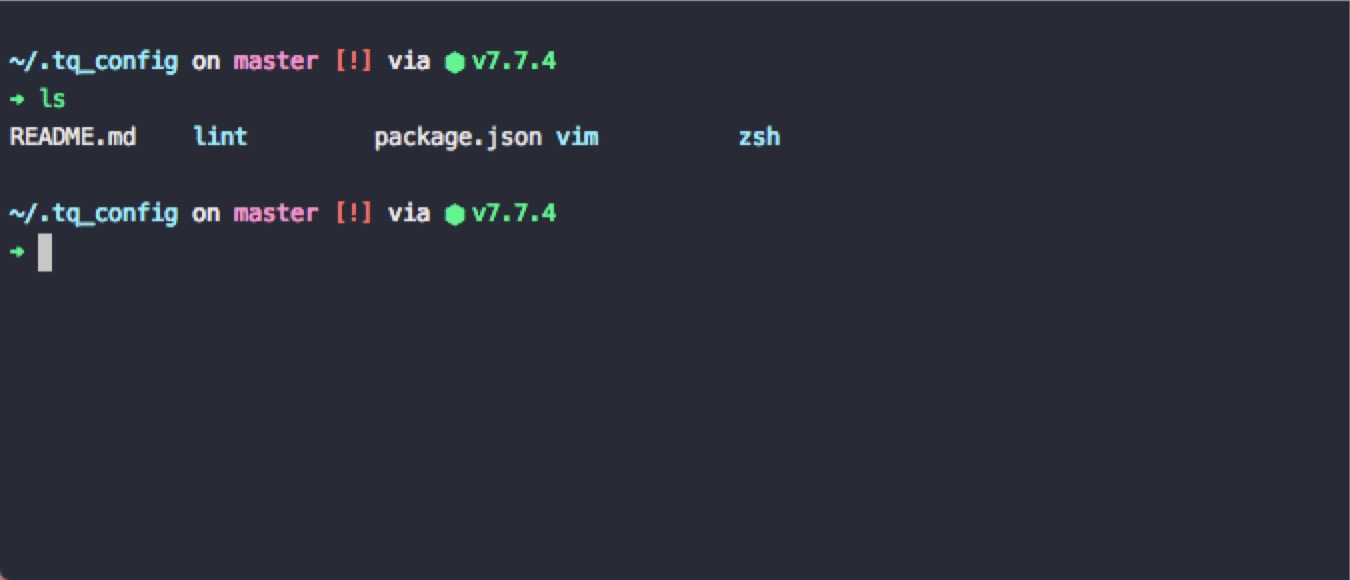 ~/.tq_config on master [!] via ⬢ v7.7.4
➜ ls
README.md lint package.json vim zsh
~/.tq_config on master [!] via ⬢ v7.7.4
➜